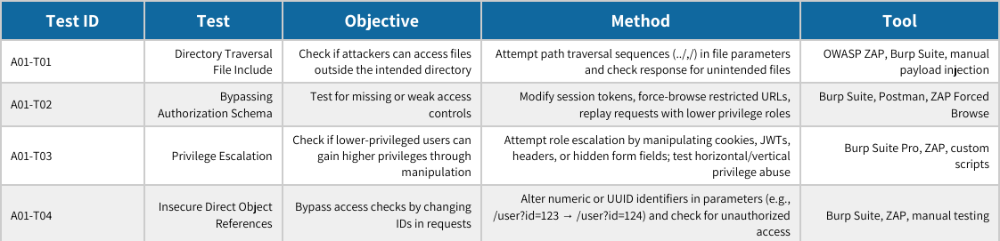 Test ID
Test
Objective
Method
Tool
A01-T01
Directory Traversal
File Include
Check if attackers can access files
outside the intended directory
Attempt path traversal sequences (../,/) in file parameters
and check response for unintended files
OWASP ZAP, Burp Suite, manual
payload injection
A01-T02
Bypassing
Authorization Schema
Test for missing or weak access
controls
Modify session tokens, force-browse restricted URLs,
replay requests with lower privilege roles
Burp Suite, Postman, ZAP Forced
Browse
A01-T03
Privilege Escalation
Check if lower-privileged users can
gain higher privileges through
manipulation
Attempt role escalation by manipulating cookies, JWTs,
headers, or hidden form fields; test horizontal/vertical
privilege abuse
Burp Suite Pro, ZAP, custom
scripts
A01-T04
Insecure Direct Object
References
Bypass access checks by changing
IDs in requests
Alter numeric or UUID identifiers in parameters (e.g.,
/user?id=123 → /user?id=124) and check for unauthorized
access
Burp Suite, ZAP, manual testing